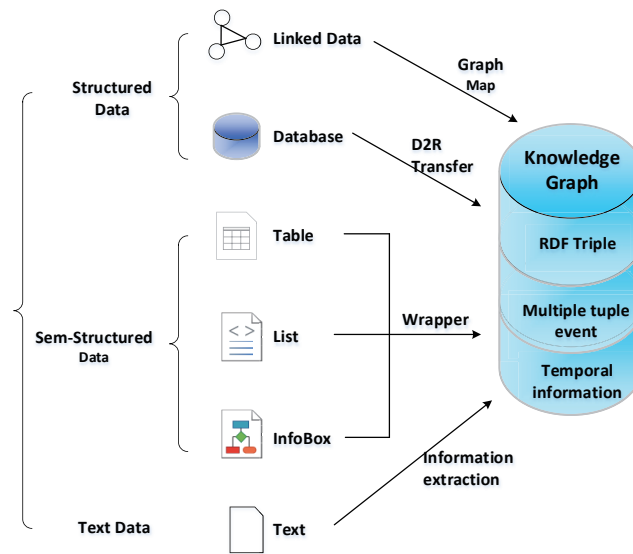 Structured
Data
Sem-Structured
Data
Text Data
Linked Data
Database
Table
List
InfoBox
Text
Graph
Map
D2R
Transfer
Wrapper
Information
extraction
Knowledge
Graph
RDF Triple
Multiple tuple
event
Temporal
information